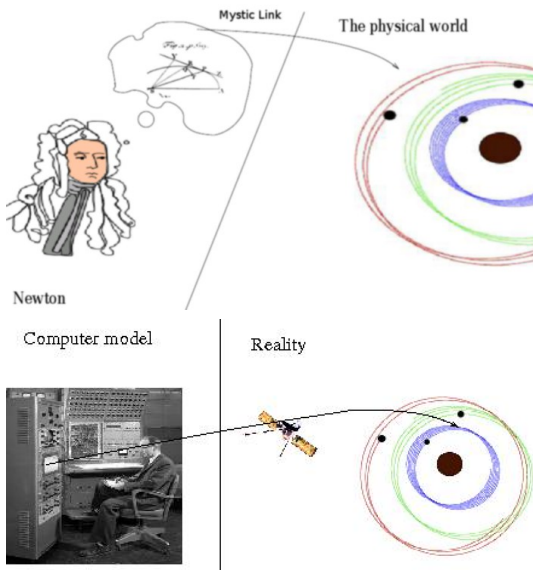 Mystic Link
The physical world
Newton
Computer model
Reality